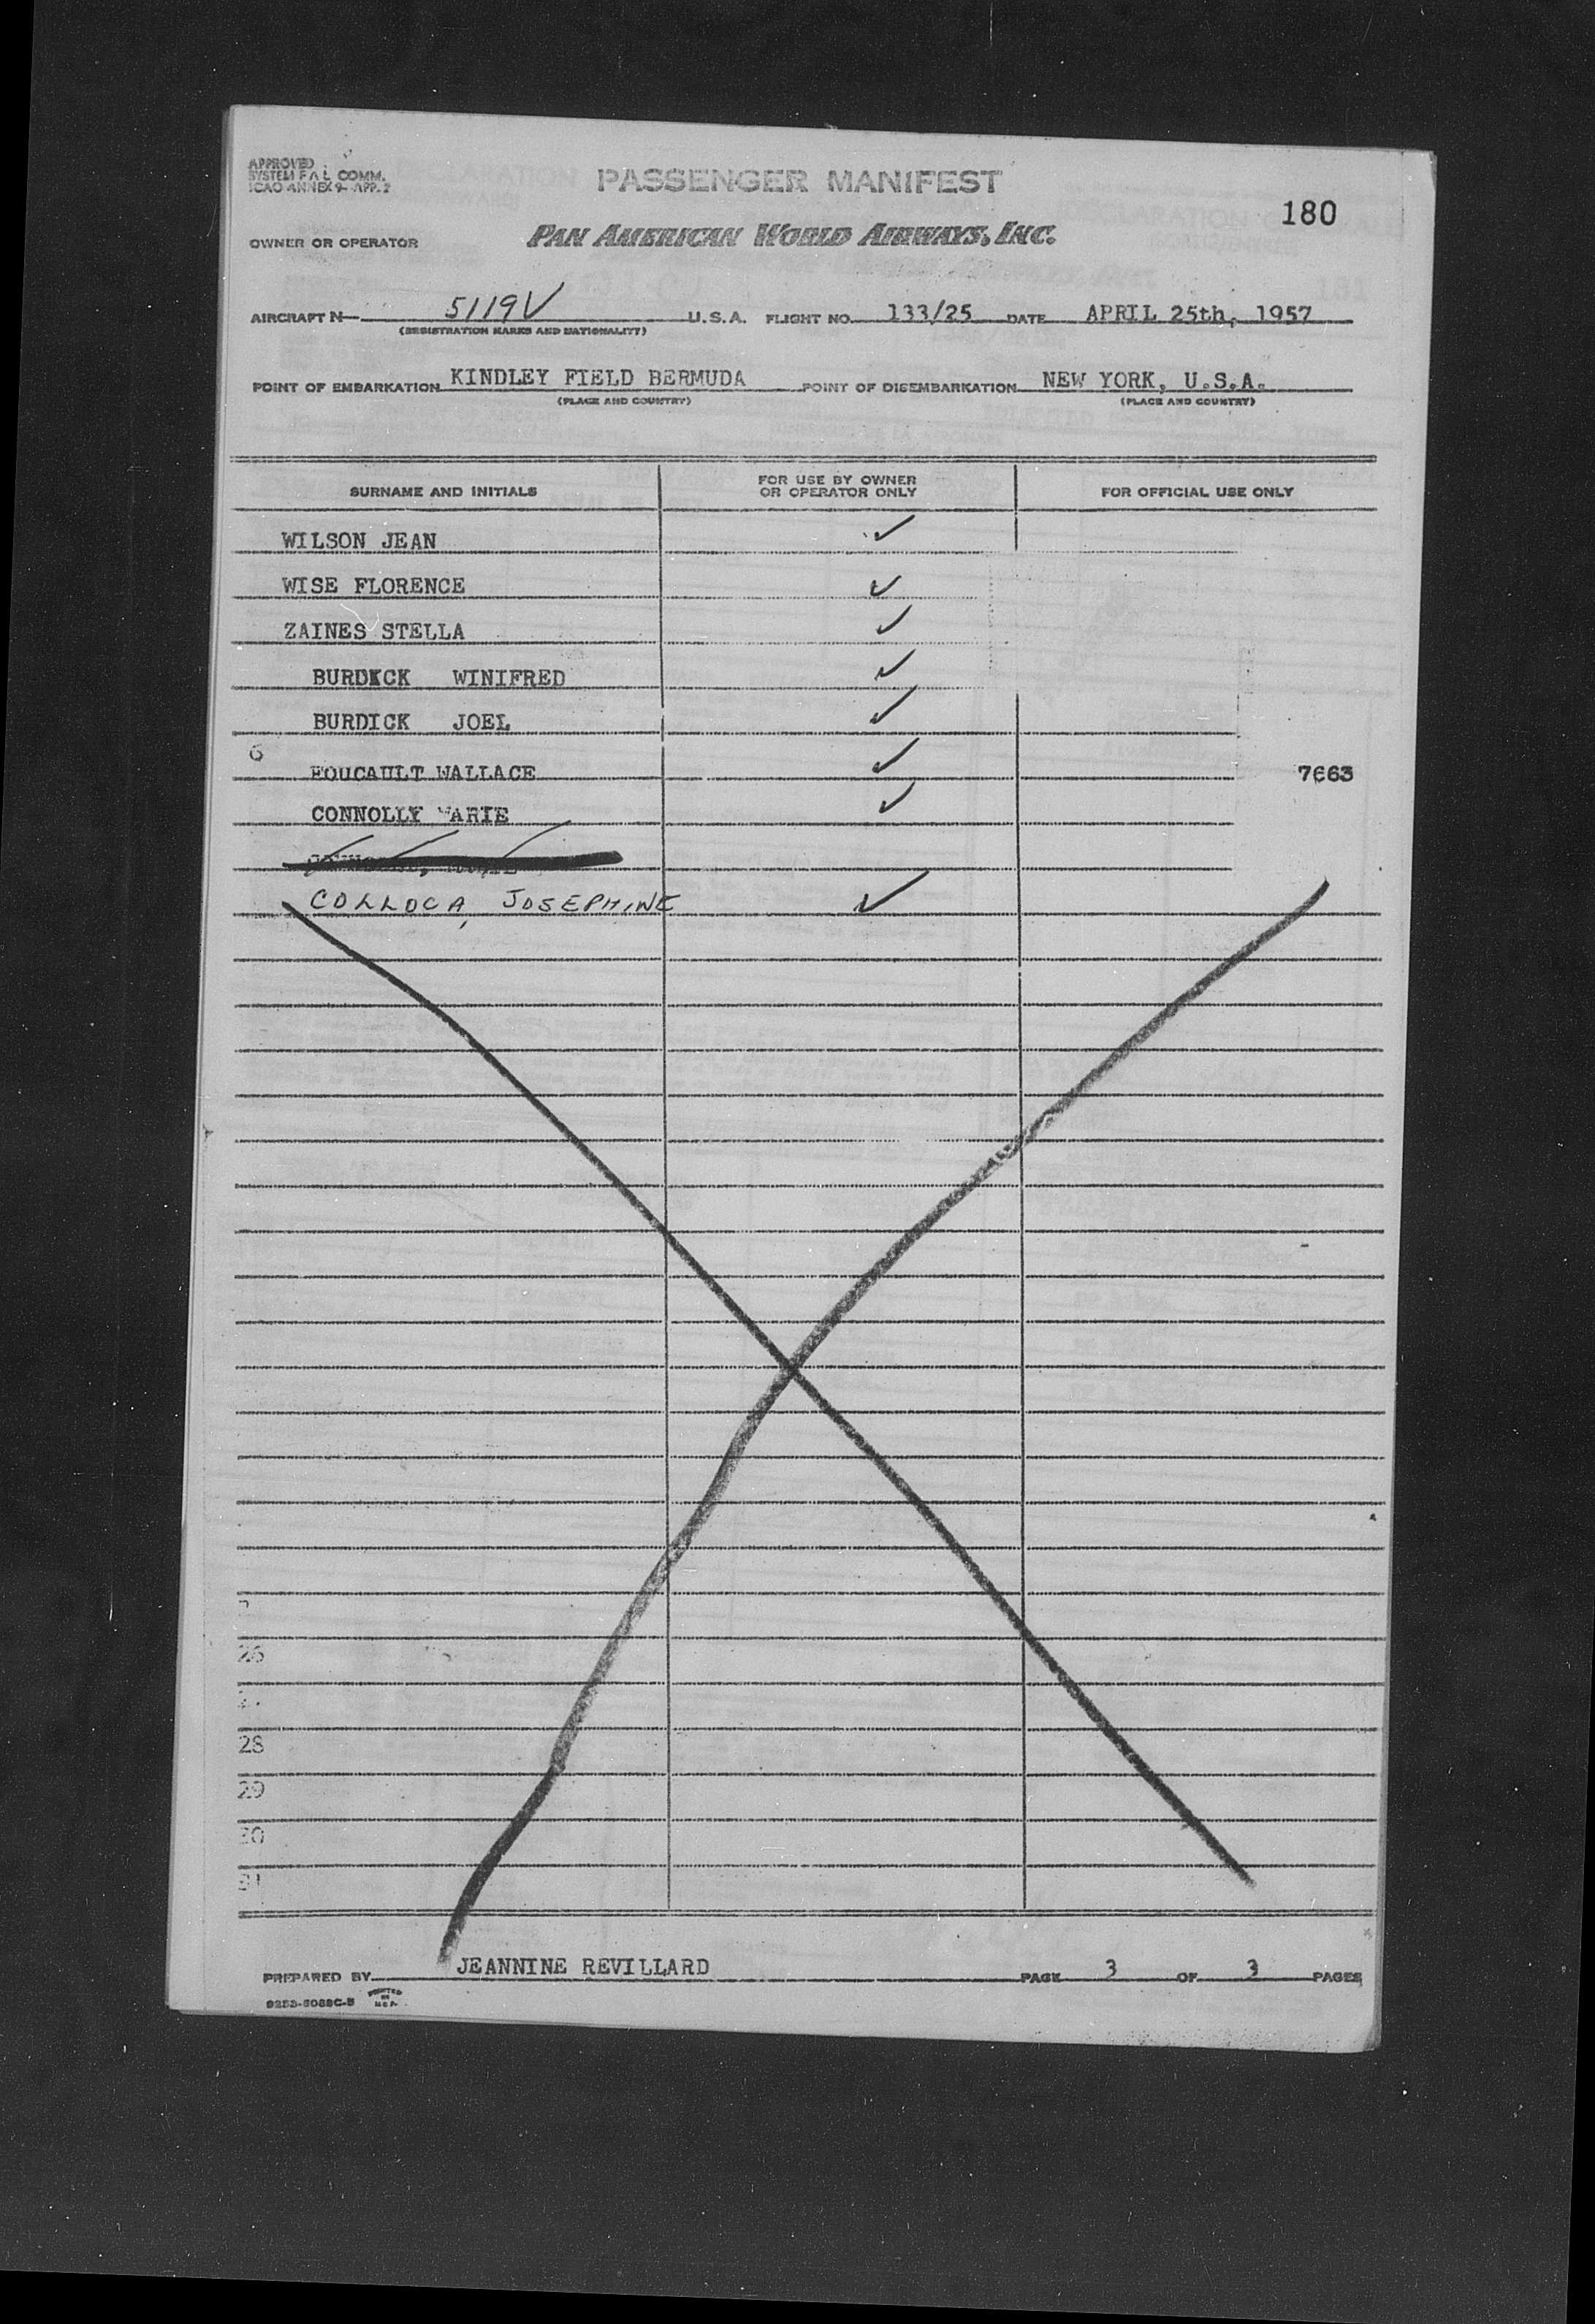 APPROVED
SYSTEM F A L COMM.
ICAO ANNEX 9- APP. 2
PASSENGER MANIFEST
180
OWNER OR OPERATOR PAN AMERICAN WORLD AIRWAYS, INC.
AIRCRAFT N 5119V U.S.A. FLIGHT NO. 133/25 DATE APRIL 25th, 1957
(REGISTRATION MARKS AND NATIONALITY)
POINT OF EMBARKATION KINDLEY FIELD BERMUDA POINT OF DISEMBARKATION NEW YORK, U.S.A.
(PLACE AND COUNTRY) (PLACE AND COUNTRY)
SURNAME AND INITIALS FOR USE BY OWNER OR OPERATOR ONLY FOR OFFICIAL USE ONLY
WILSON JEAN ✓
WISE FLORENCE ✓
ZAINES STELLA ✓
BURDICK WINIFRED ✓
BURDICK JOEL ✓
6 FOUCAULT WALLACE ✓ 7663
CONNOLLY MARIE ✓
COLLOCA, JOSEPHINE ✓
26
28
29
30
31
PREPARED BY JEANNINE REVILLARD PAGE 3 OF 3 PAGES
PRINTED IN U.S.A.